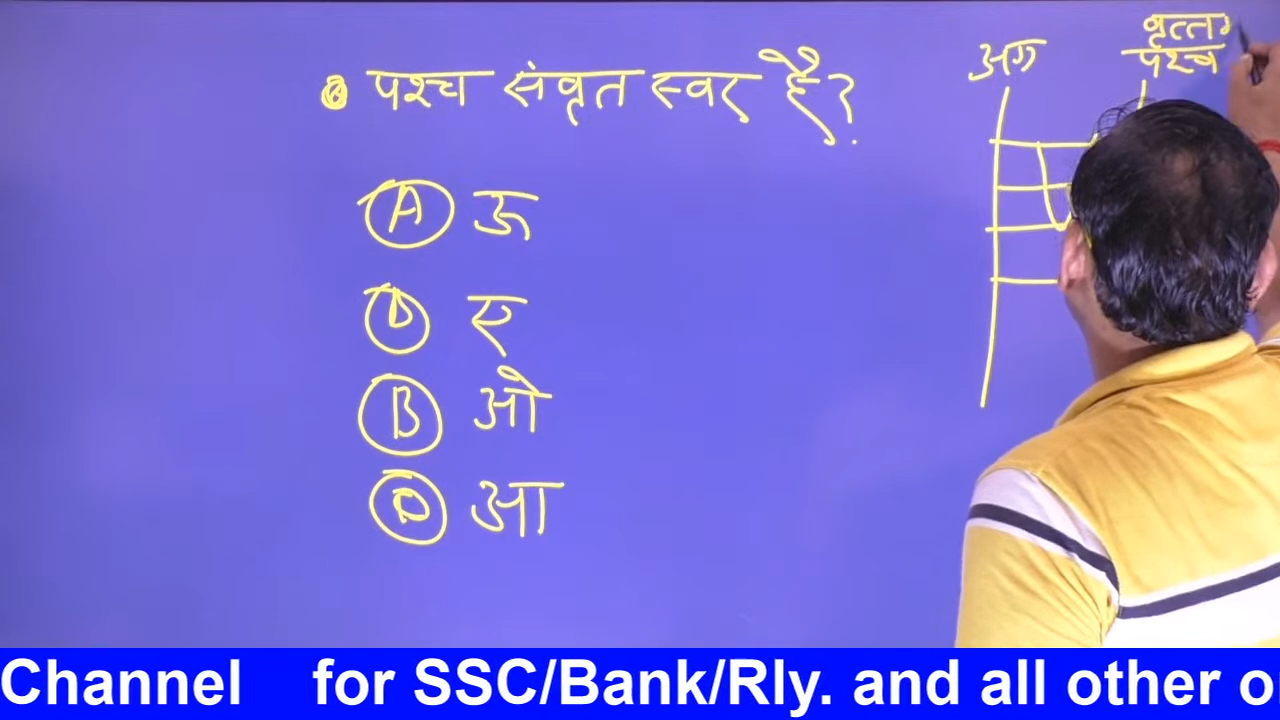 पश्च संवृत स्वर है?
A ऊ
D ए
B ओ
D आ
अग्र
वृत्त
पश्च
Channel for SSC/Bank/Rly. and all other o